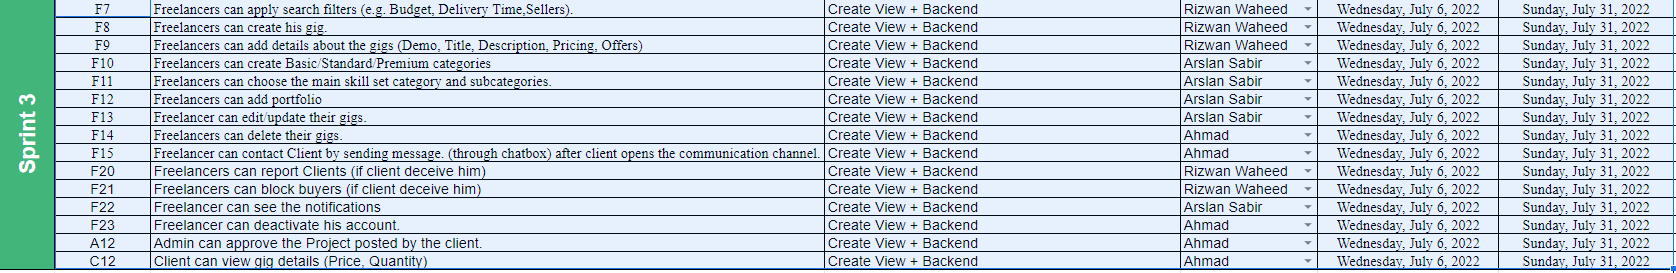 Sprint 3
F7 Freelancers can apply search filters (e.g. Budget, Delivery Time,Sellers). Create View + Backend Rizwan Waheed Wednesday, July 6, 2022 Sunday, July 31, 2022
F8 Freelancers can create his gig. Create View + Backend Rizwan Waheed Wednesday, July 6, 2022 Sunday, July 31, 2022
F9 Freelancers can add details about the gigs (Demo, Title, Description, Pricing, Offers) Create View + Backend Rizwan Waheed Wednesday, July 6, 2022 Sunday, July 31, 2022
F10 Freelancers can create Basic/Standard/Premium categories Create View + Backend Arslan Sabir Wednesday, July 6, 2022 Sunday, July 31, 2022
F11 Freelancers can choose the main skill set category and subcategories. Create View + Backend Arslan Sabir Wednesday, July 6, 2022 Sunday, July 31, 2022
F12 Freelancers can add portfolio Create View + Backend Arslan Sabir Wednesday, July 6, 2022 Sunday, July 31, 2022
F13 Freelancer can edit/update their gigs. Create View + Backend Arslan Sabir Wednesday, July 6, 2022 Sunday, July 31, 2022
F14 Freelancers can delete their gigs. Create View + Backend Ahmad Wednesday, July 6, 2022 Sunday, July 31, 2022
F15 Freelancer can contact Client by sending message. (through chatbox) after client opens the communication channel. Create View + Backend Ahmad Wednesday, July 6, 2022 Sunday, July 31, 2022
F20 Freelancers can report Clients (if client deceive him) Create View + Backend Rizwan Waheed Wednesday, July 6, 2022 Sunday, July 31, 2022
F21 Freelancers can block buyers (if client deceive him) Create View + Backend Rizwan Waheed Wednesday, July 6, 2022 Sunday, July 31, 2022
F22 Freelancer can see the notifications Create View + Backend Arslan Sabir Wednesday, July 6, 2022 Sunday, July 31, 2022
F23 Freelancer can deactivate his account. Create View + Backend Ahmad Wednesday, July 6, 2022 Sunday, July 31, 2022
A12 Admin can approve the Project posted by the client. Create View + Backend Ahmad Wednesday, July 6, 2022 Sunday, July 31, 2022
C12 Client can view gig details (Price, Quantity) Create View + Backend Ahmad Wednesday, July 6, 2022 Sunday, July 31, 2022